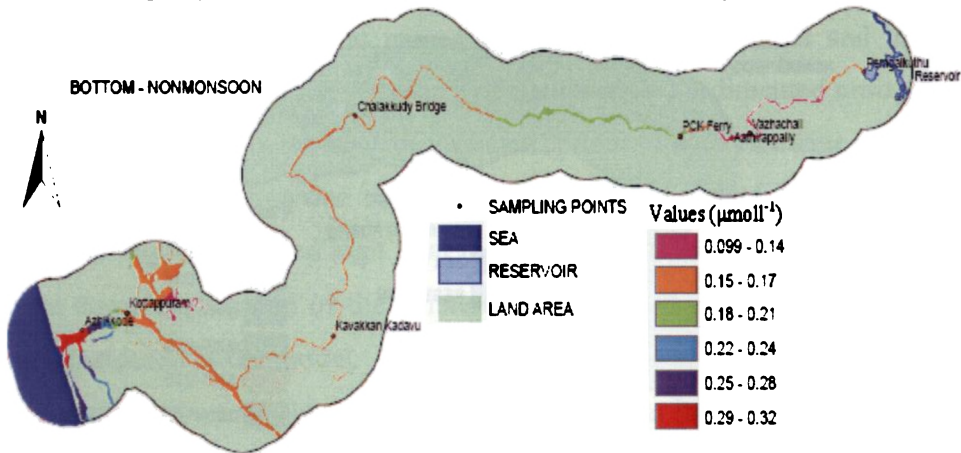 BOTTOM - NONMONSOON
N
Reservoir
Chalakkudy Bridge
PCK Ferry
Vazhachall
Kottappuram
Azhikkode
Kavakkan Kadavu
SAMPLING POINTS
SEA
RESERVOIR
LAND AREA
Values (μmoll⁻¹)
0.099 - 0.14
0.15 - 0.17
0.18 - 0.21
0.22 - 0.24
0.25 - 0.28
0.29 - 0.32